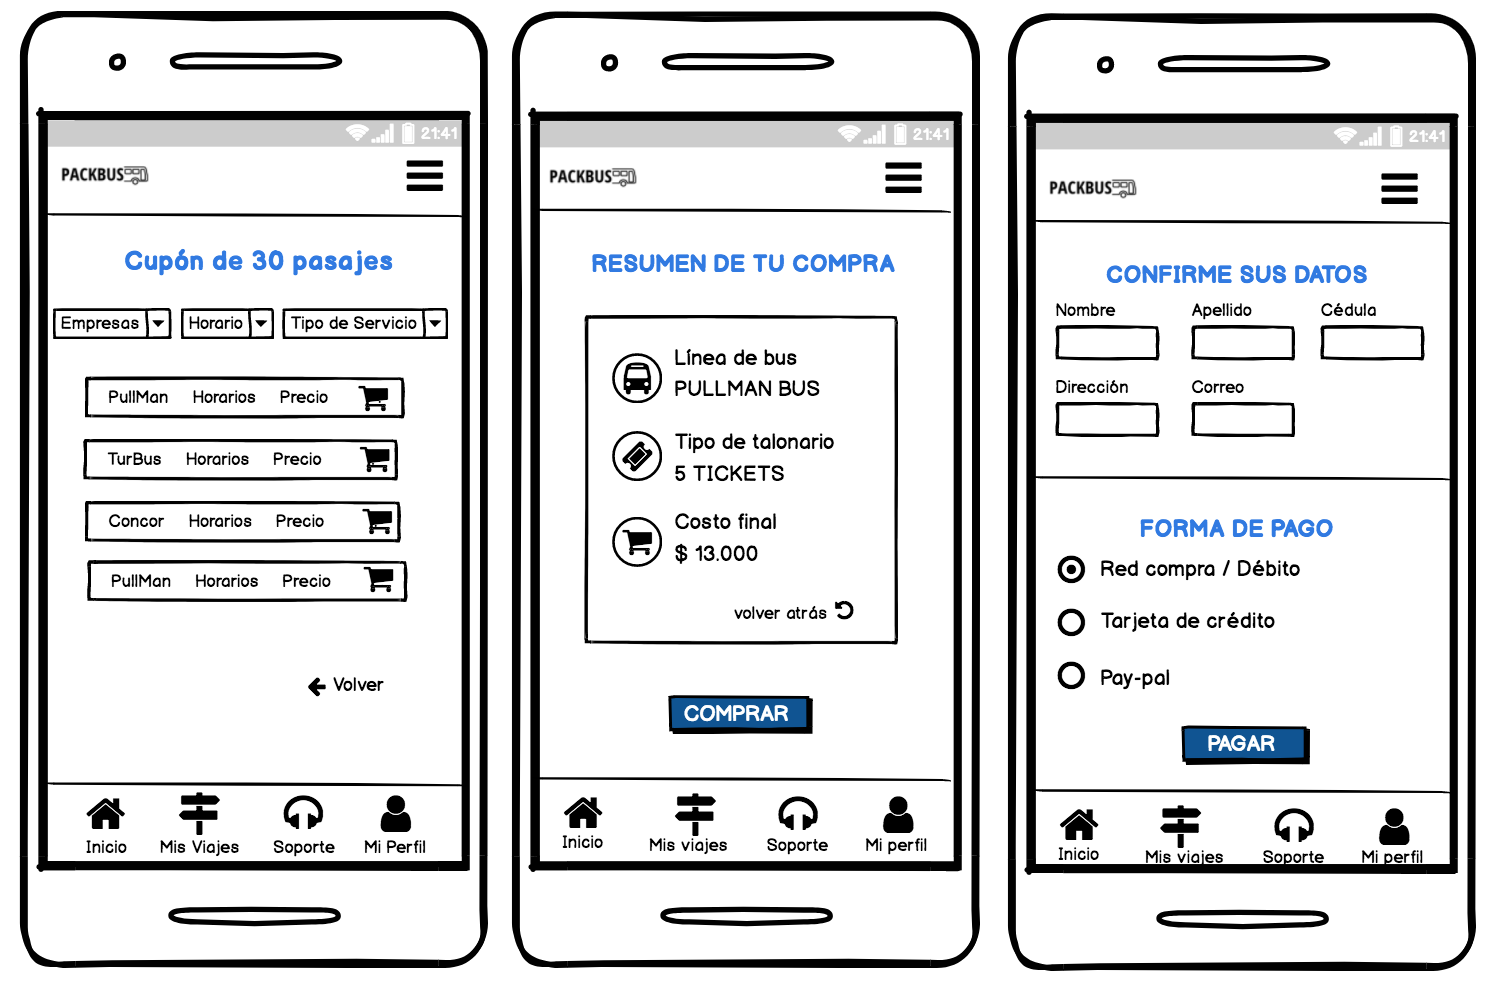 21:41
PACKBUS
Cupón de 30 pasajes
Empresas Horario Tipo de Servicio
PullMan Horarios Precio
TurBus Horarios Precio
Concor Horarios Precio
PullMan Horarios Precio
Volver
Inicio Mis Viajes Soporte Mi Perfil
21:41
PACKBUS
RESUMEN DE TU COMPRA
Línea de bus
PULLMAN BUS
Tipo de talonario
5 TICKETS
Costo final
$ 13.000
volver atrás
COMPRAR
Inicio Mis viajes Soporte Mi perfil
21:41
PACKBUS
CONFIRME SUS DATOS
Nombre Apellido Cédula
Dirección Correo
FORMA DE PAGO
Red compra / Débito
Tarjeta de crédito
Pay-pal
PAGAR
Inicio Mis viajes Soporte Mi perfil